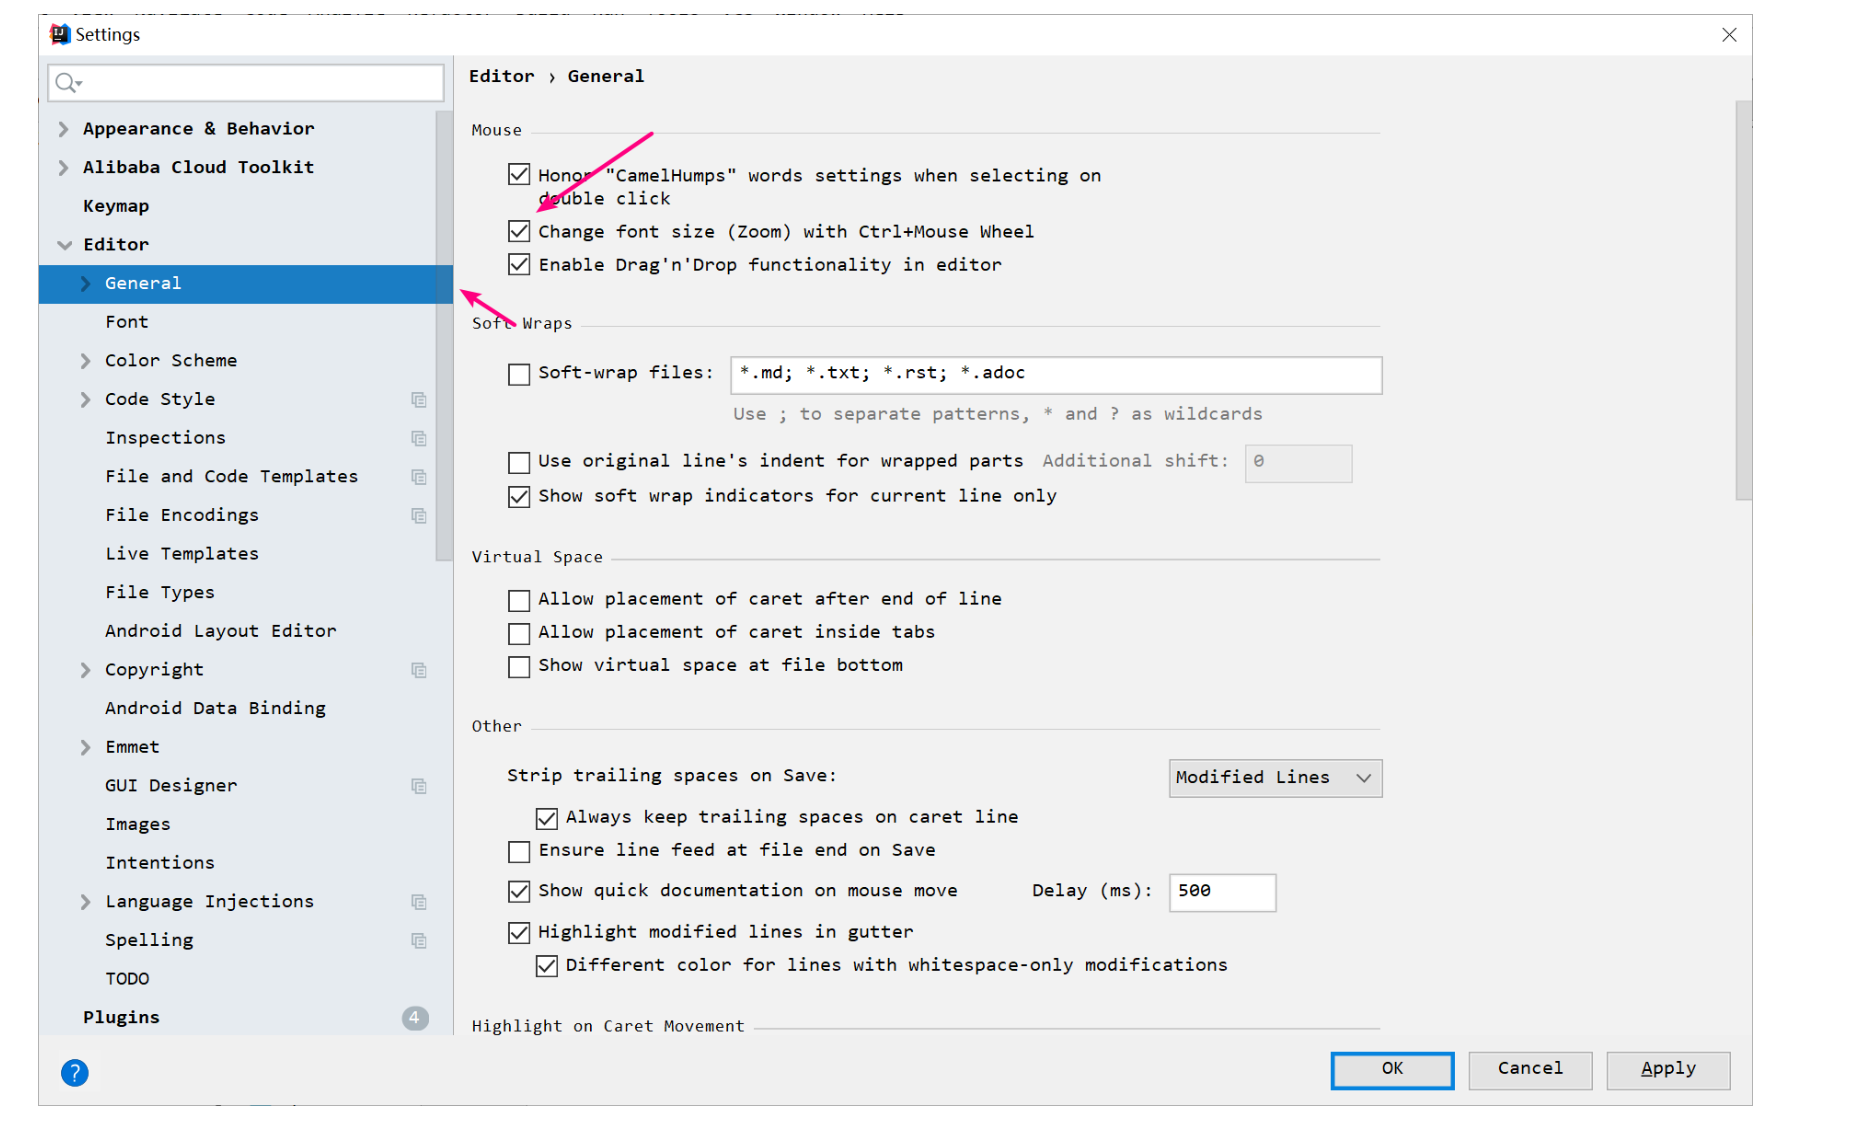 Settings
Appearance & Behavior
Alibaba Cloud Toolkit
Keymap
Editor
General
Font
Color Scheme
Code Style
Inspections
File and Code Templates
File Encodings
Live Templates
File Types
Android Layout Editor
Copyright
Android Data Binding
Emmet
GUI Designer
Images
Intentions
Language Injections
Spelling
TODO
Plugins 4
Editor › General
Mouse
Honor "CamelHumps" words settings when selecting on
double click
Change font size (Zoom) with Ctrl+Mouse Wheel
Enable Drag'n'Drop functionality in editor
Soft Wraps
Soft-wrap files: *.md; *.txt; *.rst; *.adoc
Use ; to separate patterns, * and ? as wildcards
Use original line's indent for wrapped parts Additional shift: 0
Show soft wrap indicators for current line only
Virtual Space
Allow placement of caret after end of line
Allow placement of caret inside tabs
Show virtual space at file bottom
Other
Strip trailing spaces on Save: Modified Lines
Always keep trailing spaces on caret line
Ensure line feed at file end on Save
Show quick documentation on mouse move Delay (ms): 500
Highlight modified lines in gutter
Different color for lines with whitespace-only modifications
Highlight on Caret Movement
? OK Cancel Apply